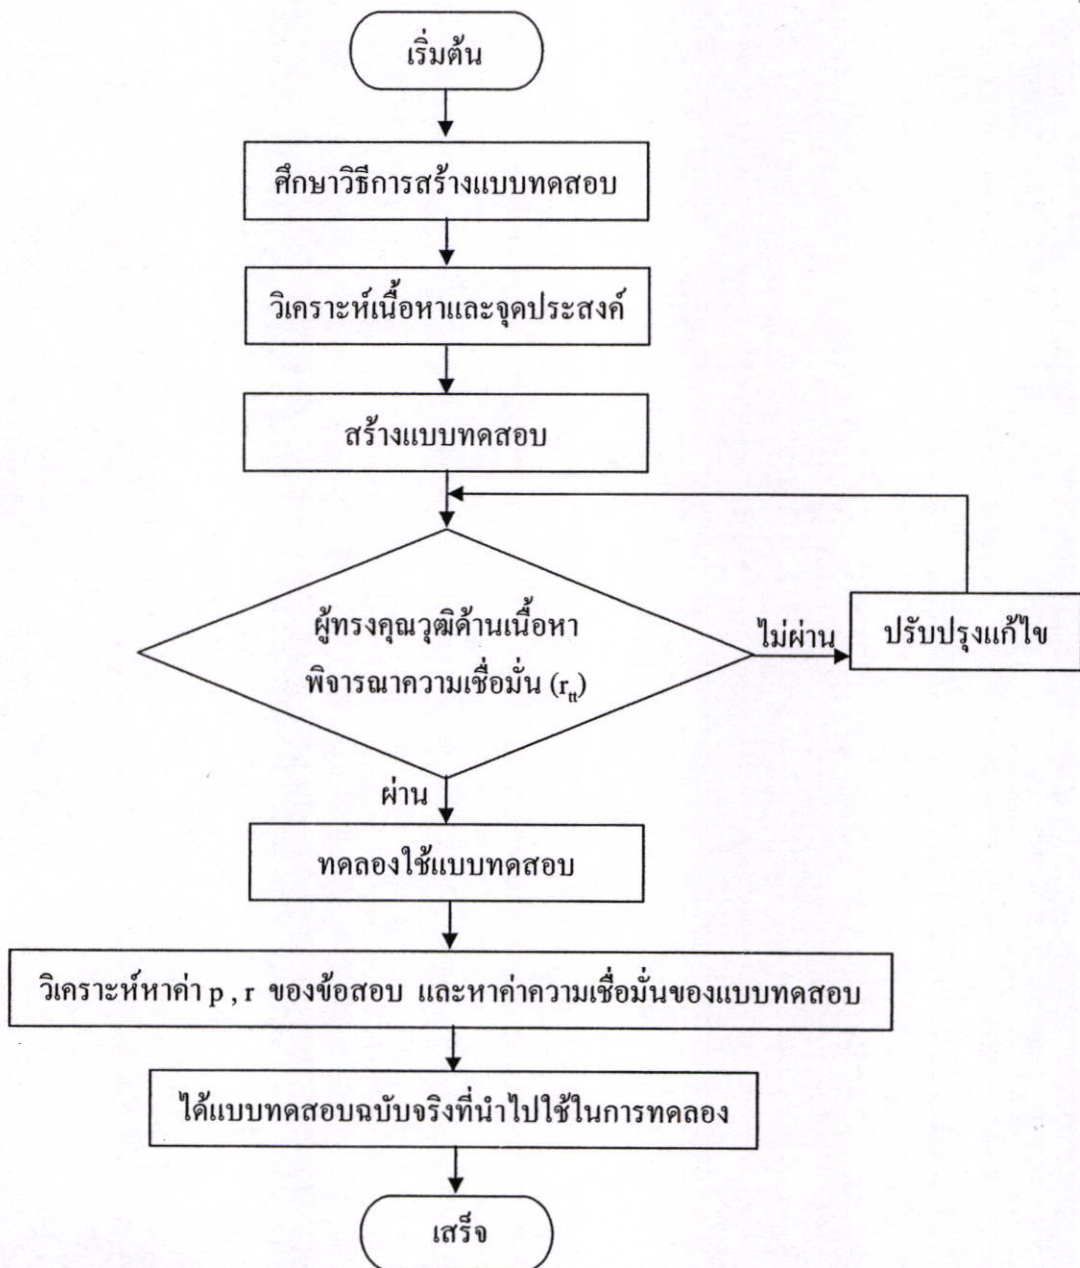 เริ่มต้น
ศึกษาวิธีการสร้างแบบทดสอบ
วิเคราะห์เนื้อหาและจุดประสงค์
สร้างแบบทดสอบ
ผู้ทรงคุณวุฒิด้านเนื้อหา
พิจารณาความเชื่อมั่น (r_tt)
ไม่ผ่าน
ปรับปรุงแก้ไข
ผ่าน
ทดลองใช้แบบทดสอบ
วิเคราะห์หาค่า p , r ของข้อสอบ และหาค่าความเชื่อมั่นของแบบทดสอบ
ได้แบบทดสอบฉบับจริงที่นำไปใช้ในการทดลอง
เสร็จ